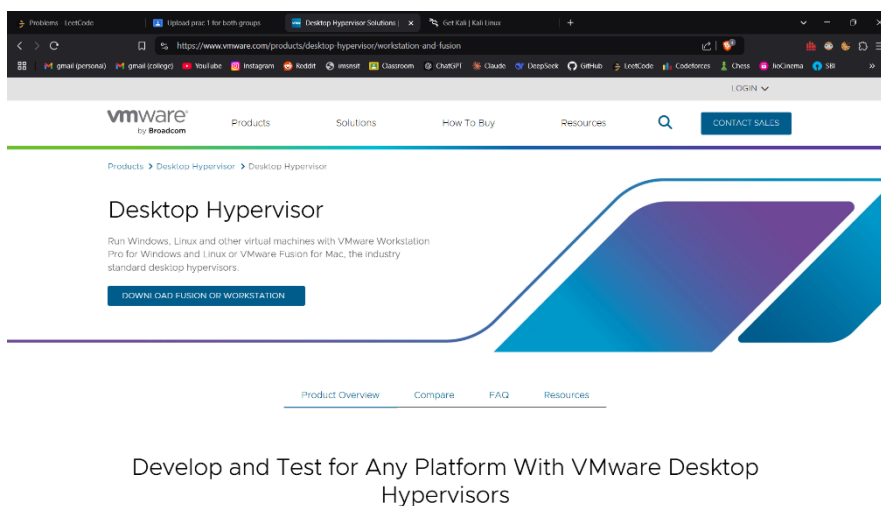 Problems - LeetCode
Upload prac 1 for both groups
Desktop Hypervisor Solutions |
Get Kali | Kali Linux
https://www.vmware.com/products/desktop-hypervisor/workstation-and-fusion
gmail (personal)
gmail (college)
YouTube
Instagram
Reddit
imsnsit
Classroom
ChatGPT
Claude
DeepSeek
GitHub
LeetCode
Codeforces
Chess
JioCinema
SBI
LOGIN
vmware®
by Broadcom
Products
Solutions
How To Buy
Resources
CONTACT SALES
Products > Desktop Hypervisor > Desktop Hypervisor
Desktop Hypervisor
Run Windows, Linux and other virtual machines with VMware Workstation
Pro for Windows and Linux or VMware Fusion for Mac, the industry
standard desktop hypervisors.
DOWNLOAD FUSION OR WORKSTATION
Product Overview
Compare
FAQ
Resources
Develop and Test for Any Platform With VMware Desktop
Hypervisors